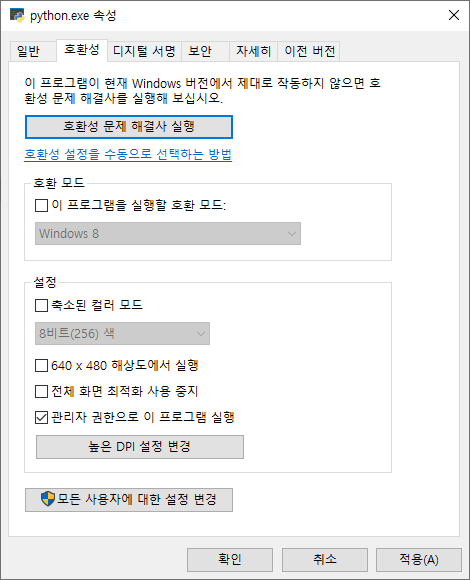 python.exe 속성
일반 호환성 디지털 서명 보안 자세히 이전 버전
이 프로그램이 현재 Windows 버전에서 제대로 작동하지 않으면 호
환성 문제 해결사를 실행해 보십시오.
호환성 문제 해결사 실행
호환성 설정을 수동으로 선택하는 방법
호환 모드
이 프로그램을 실행할 호환 모드:
Windows 8
설정
축소된 컬러 모드
8비트(256) 색
640 x 480 해상도에서 실행
전체 화면 최적화 사용 중지
관리자 권한으로 이 프로그램 실행
높은 DPI 설정 변경
모든 사용자에 대한 설정 변경
확인 취소 적용(A)